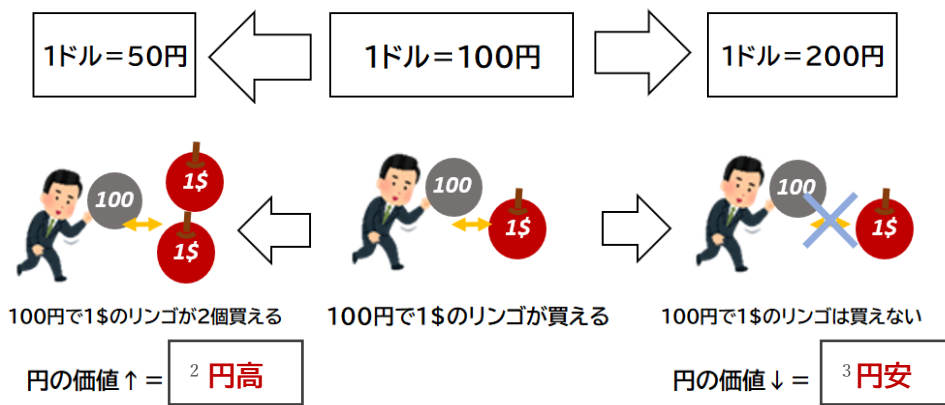 1ドル＝50円
1ドル＝100円
1ドル＝200円
100
1$
1$
100
1$
100
1$
100円で1$のリンゴが2個買える
100円で1$のリンゴが買える
100円で1$のリンゴは買えない
円の価値↑＝
2 円高
円の価値↓＝
3 円安